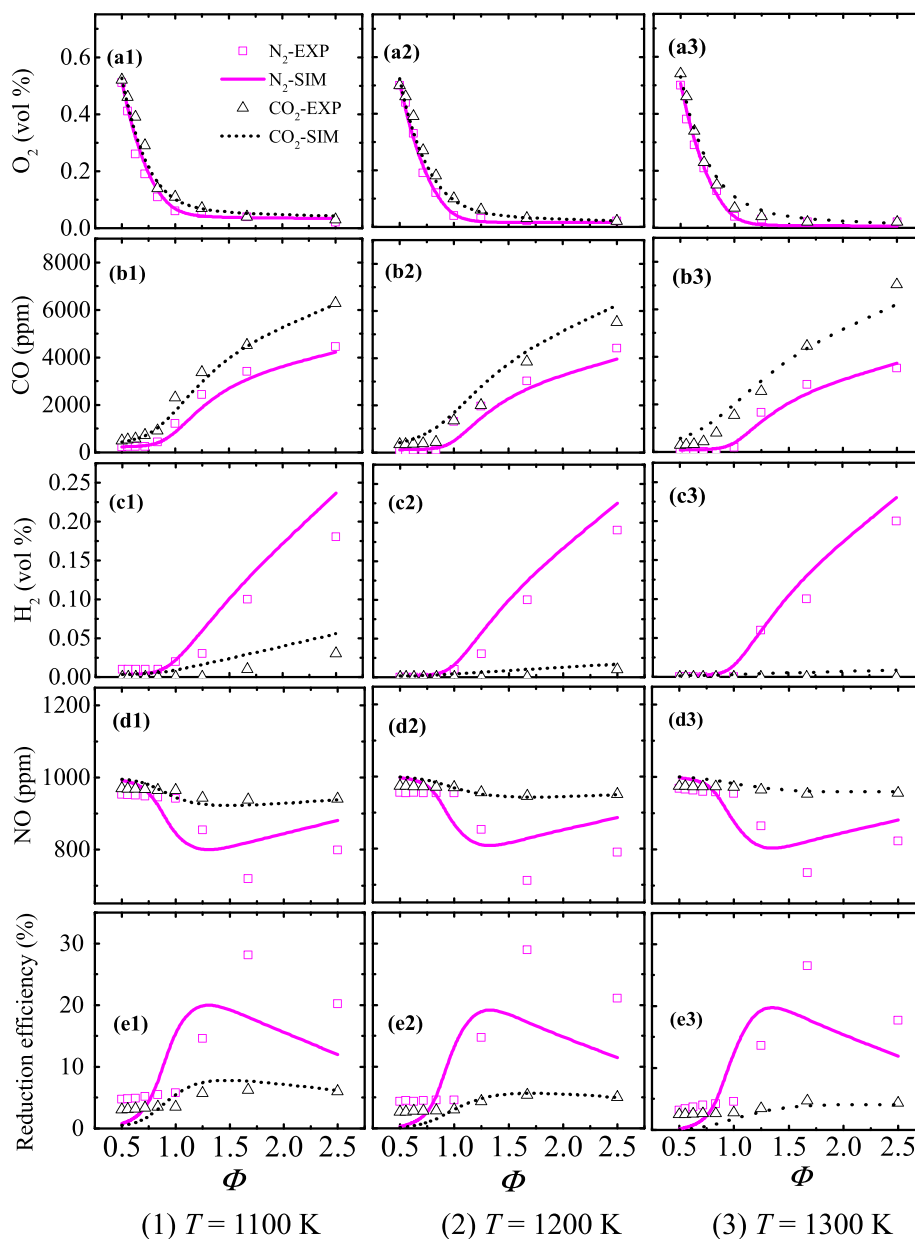 (a1)
N₂-EXP
N₂-SIM
CO₂-EXP
CO₂-SIM
(a2)
(a3)
O₂ (vol %)
0.6
0.4
0.2
0.0
(b1)
(b2)
(b3)
CO (ppm)
8000
6000
4000
2000
0
(c1)
(c2)
(c3)
H₂ (vol %)
0.25
0.20
0.15
0.10
0.05
0.00
(d1)
(d2)
(d3)
NO (ppm)
1200
1000
800
(e1)
(e2)
(e3)
Reduction efficiency (%)
30
20
10
0
0.5 1.0 1.5 2.0 2.5
0.5 1.0 1.5 2.0 2.5
0.5 1.0 1.5 2.0 2.5
Φ
Φ
Φ
(1) T = 1100 K
(2) T = 1200 K
(3) T = 1300 K